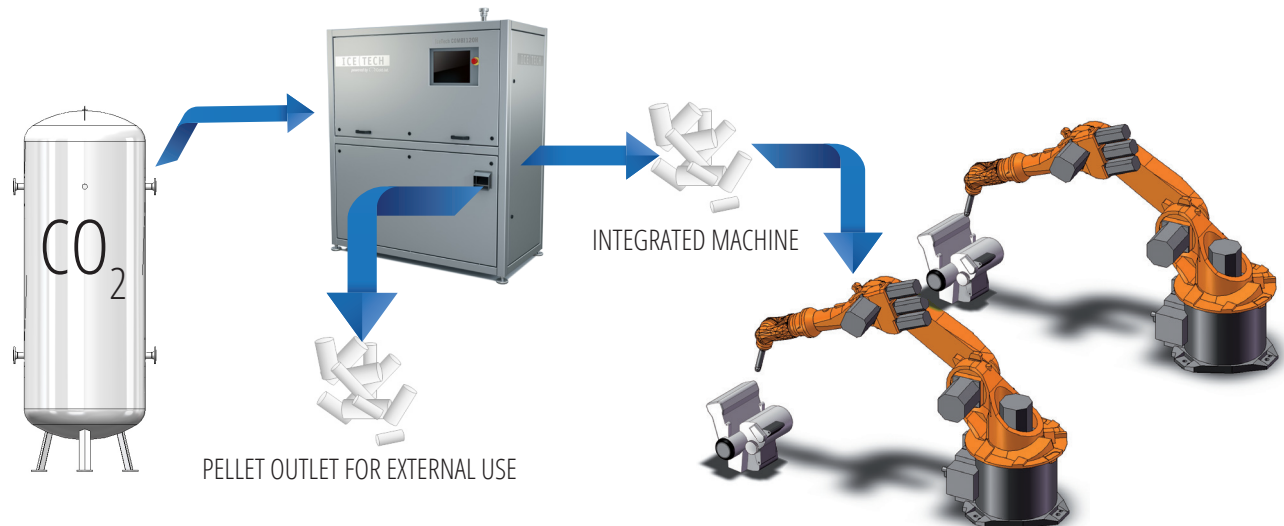 CO2
ICE|TECH
INTEGRATED MACHINE
PELLET OUTLET FOR EXTERNAL USE